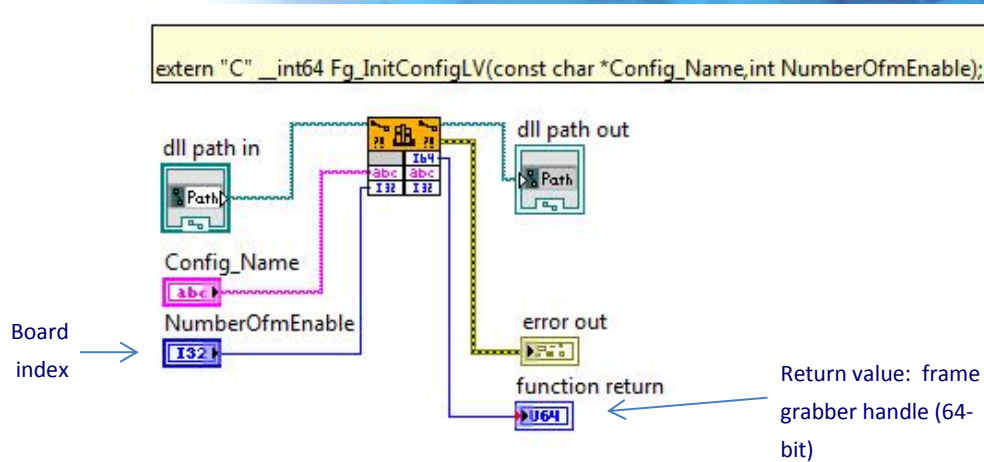 extern "C" __int64 Fg_InitConfigLV(const char *Config_Name,int NumberOfmEnable);
dll path in
Path
dll path out
Path
?! ?!
I64
abc abc
I32 I32
Config_Name
abc
NumberOfmEnable
I32
Board
index
error out
function return
U64
Return value: frame
grabber handle (64-
bit)